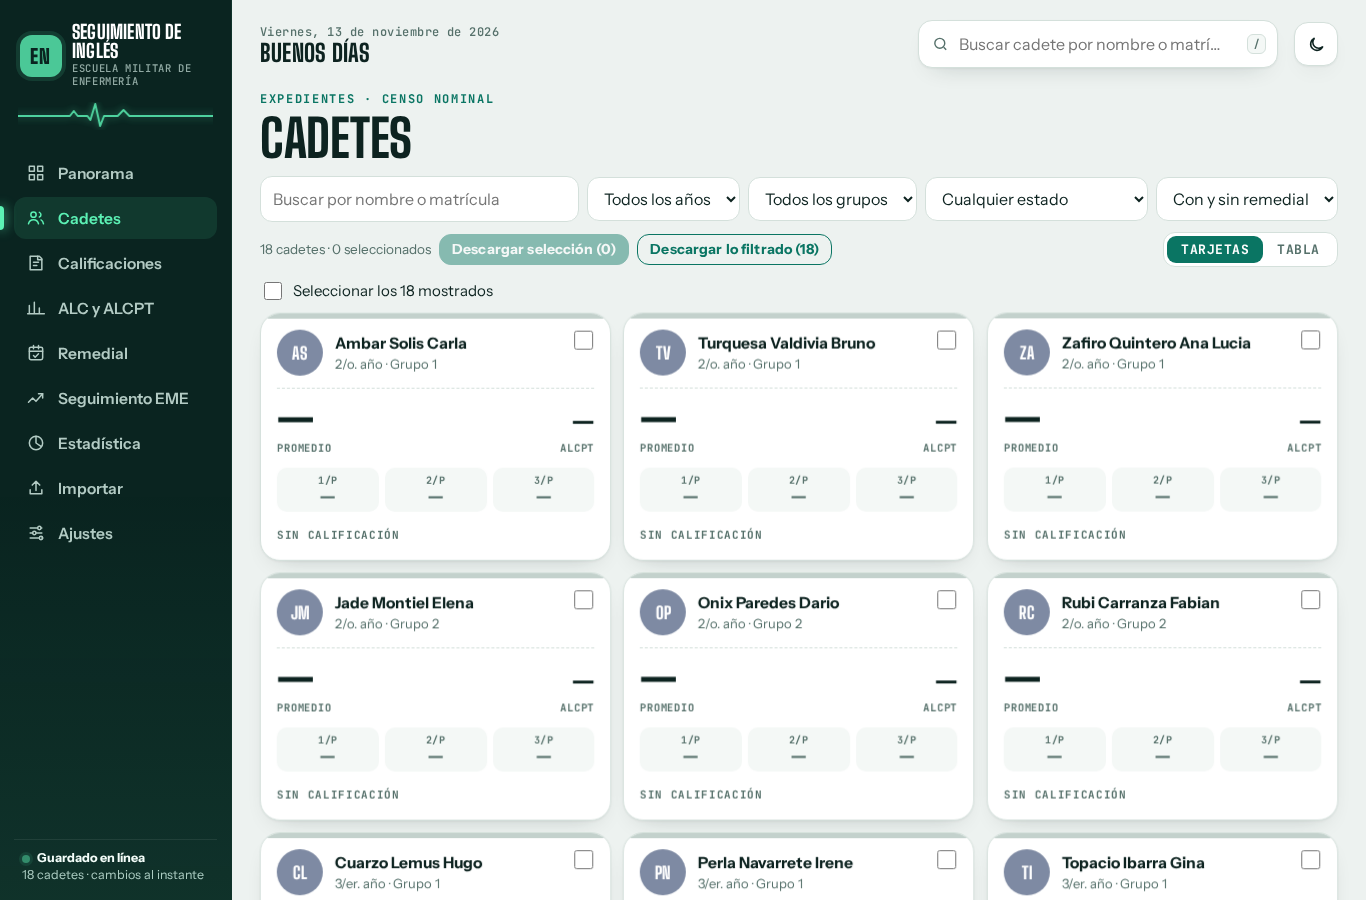 EN
SEGUIMIENTO DE
INGLÉS
ESCUELA MILITAR DE
ENFERMERÍA
Panorama
Cadetes
Calificaciones
ALC y ALCPT
Remedial
Seguimiento EME
Estadística
Importar
Ajustes
Guardado en línea
18 cadetes · cambios al instante
Viernes, 13 de noviembre de 2026
BUENOS DÍAS
Buscar cadete por nombre o matrí... /
EXPEDIENTES · CENSO NOMINAL
CADETES
Buscar por nombre o matrícula Todos los años Todos los grupos Cualquier estado Con y sin remedial
18 cadetes · 0 seleccionados Descargar selección (0) Descargar lo filtrado (18) TARJETAS TABLA
Seleccionar los 18 mostrados
AS Ambar Solis Carla
2/o. año · Grupo 1
— —
PROMEDIO ALCPT
1/P 2/P 3/P
— — —
SIN CALIFICACIÓN
TV Turquesa Valdivia Bruno
2/o. año · Grupo 1
— —
PROMEDIO ALCPT
1/P 2/P 3/P
— — —
SIN CALIFICACIÓN
ZA Zafiro Quintero Ana Lucia
2/o. año · Grupo 1
— —
PROMEDIO ALCPT
1/P 2/P 3/P
— — —
SIN CALIFICACIÓN
JM Jade Montiel Elena
2/o. año · Grupo 2
— —
PROMEDIO ALCPT
1/P 2/P 3/P
— — —
SIN CALIFICACIÓN
OP Onix Paredes Dario
2/o. año · Grupo 2
— —
PROMEDIO ALCPT
1/P 2/P 3/P
— — —
SIN CALIFICACIÓN
RC Rubi Carranza Fabian
2/o. año · Grupo 2
— —
PROMEDIO ALCPT
1/P 2/P 3/P
— — —
SIN CALIFICACIÓN
CL Cuarzo Lemus Hugo
3/er. año · Grupo 1
PN Perla Navarrete Irene
3/er. año · Grupo 1
TI Topacio Ibarra Gina
3/er. año · Grupo 1